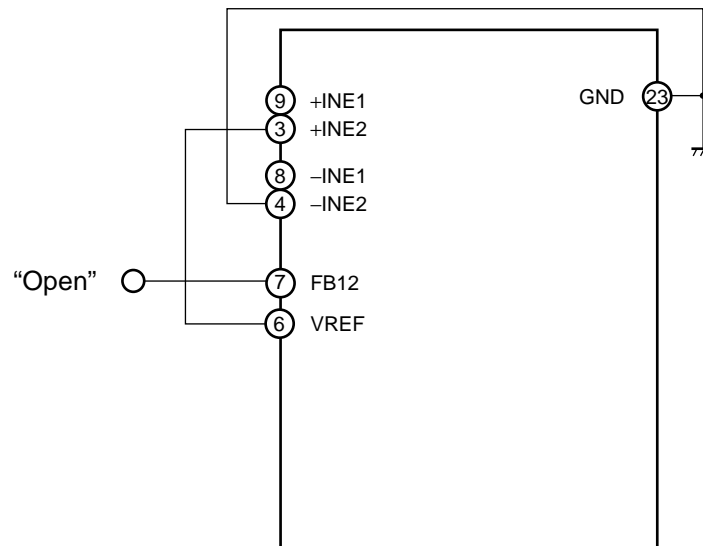 9 +INE1
GND 23
3 +INE2
8 −INE1
4 −INE2
“Open” 7 FB12
6 VREF